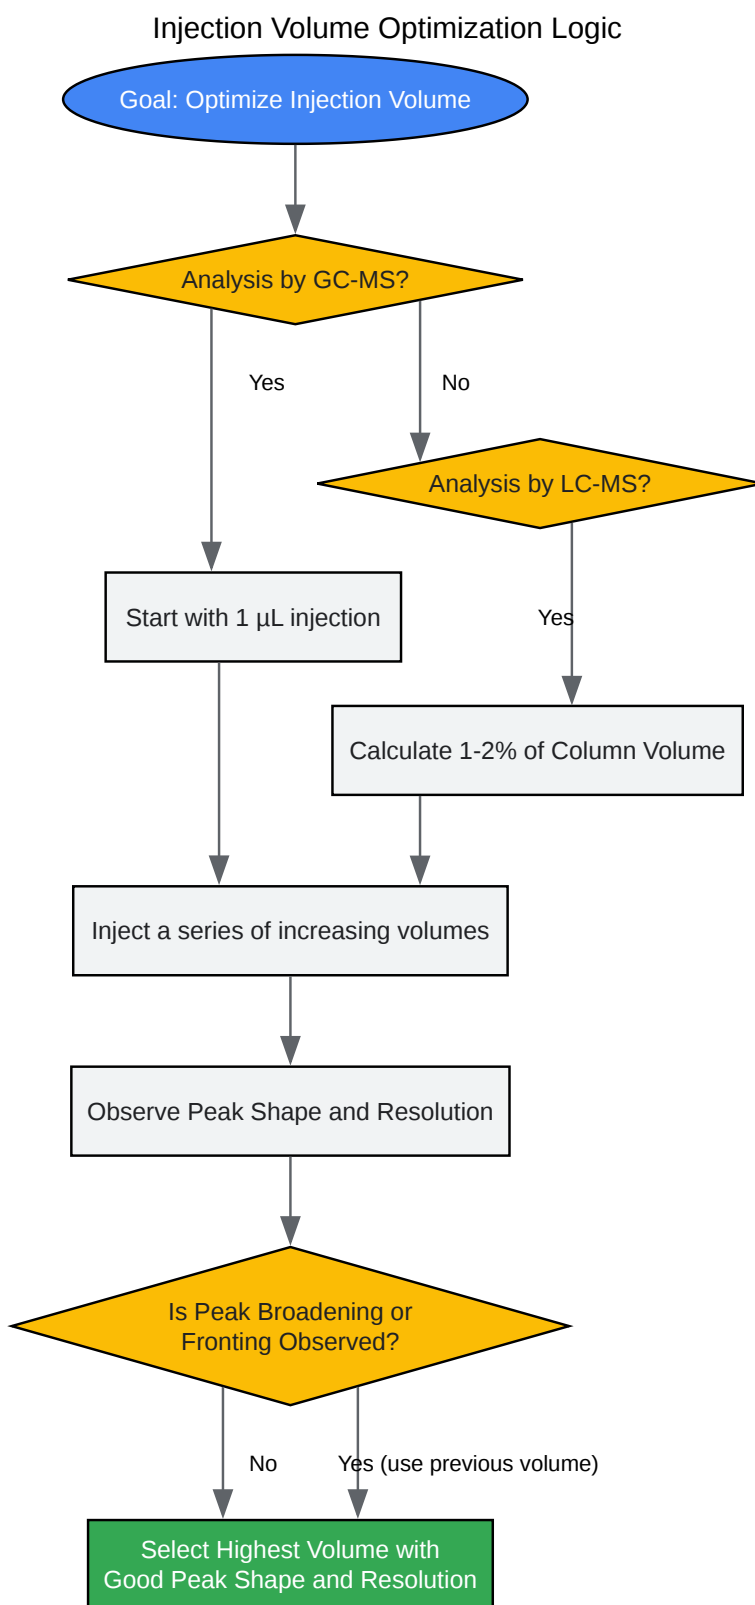 Injection Volume Optimization Logic
Goal: Optimize Injection Volume
Analysis by GC-MS?
Yes
No
Analysis by LC-MS?
Start with 1 µL injection
Yes
Calculate 1-2% of Column Volume
Inject a series of increasing volumes
Observe Peak Shape and Resolution
Is Peak Broadening or
Fronting Observed?
No
Yes (use previous volume)
Select Highest Volume with
Good Peak Shape and Resolution